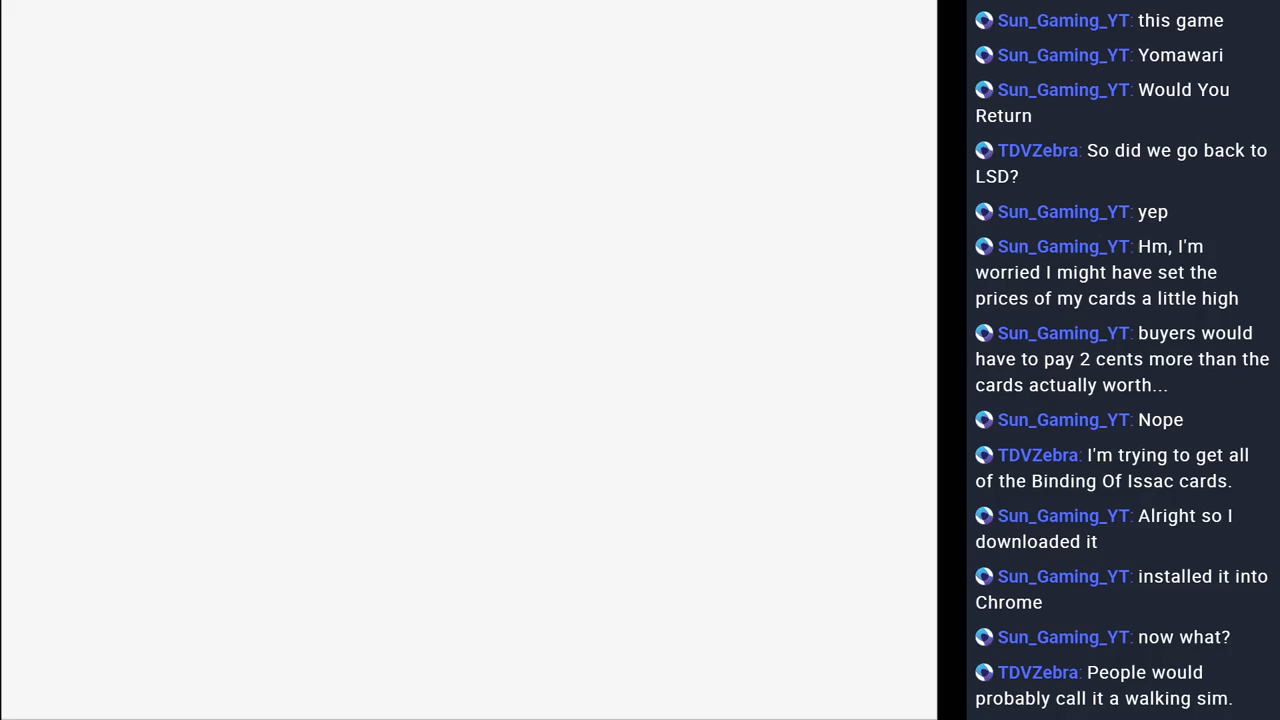 Sun_Gaming_YT: this game
Sun_Gaming_YT: Yomawari
Sun_Gaming_YT: Would You
Return
TDVZebra: So did we go back to
LSD?
Sun_Gaming_YT: yep
Sun_Gaming_YT: Hm, I'm
worried I might have set the
prices of my cards a little high
Sun_Gaming_YT: buyers would
have to pay 2 cents more than the
cards actually worth...
Sun_Gaming_YT: Nope
TDVZebra: I'm trying to get all
of the Binding Of Issac cards.
Sun_Gaming_YT: Alright so I
downloaded it
Sun_Gaming_YT: installed it into
Chrome
Sun_Gaming_YT: now what?
TDVZebra: People would
probably call it a walking sim.